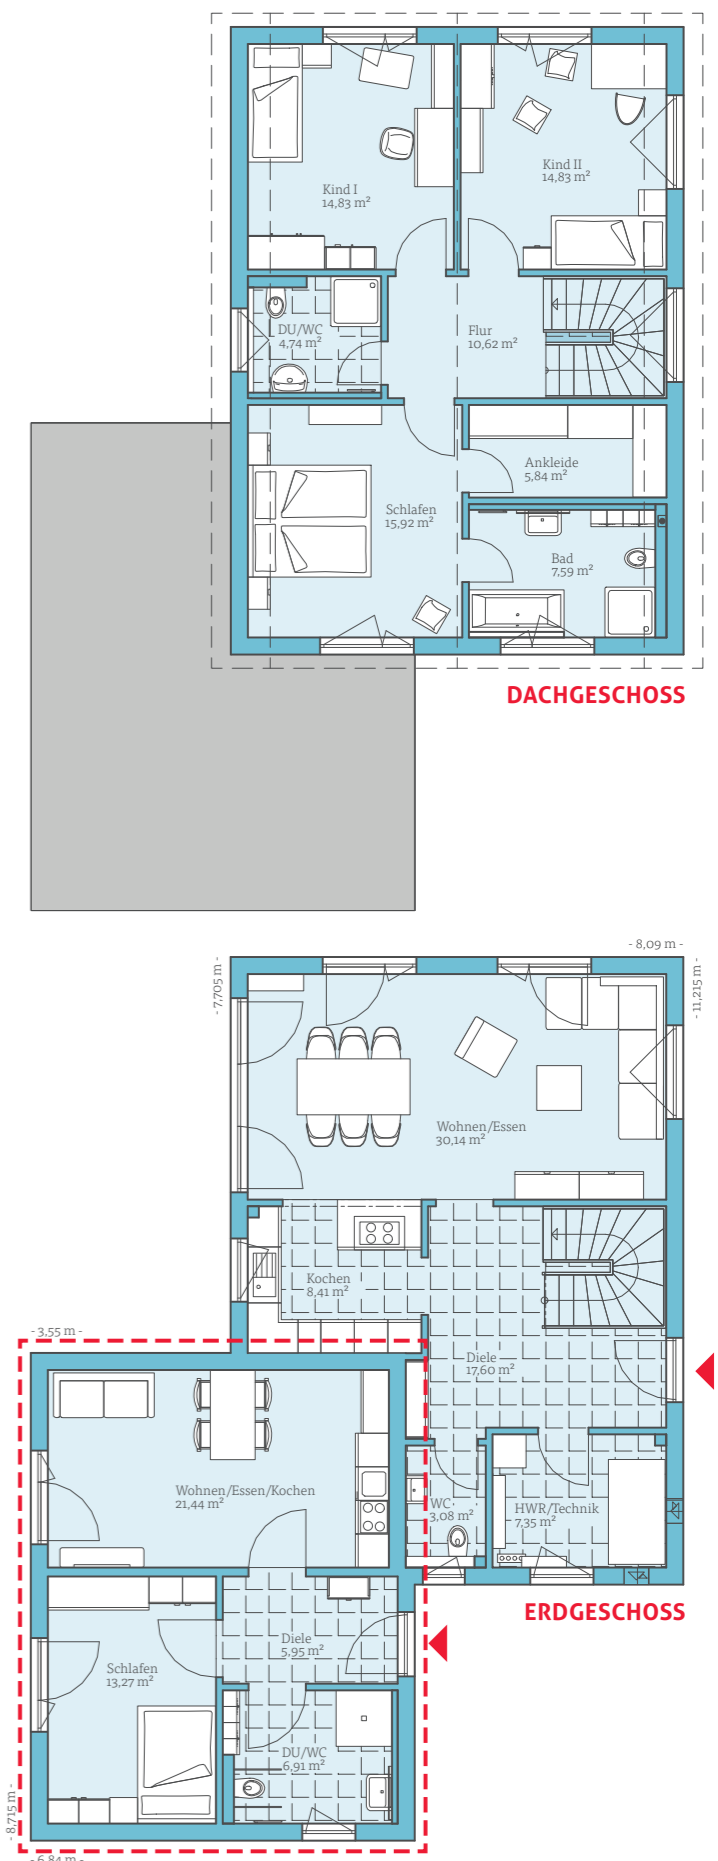 Kind I
14,83 m²
Kind II
14,83 m²
DU/WC
4,74 m²
Flur
10,62 m²
Ankleide
5,84 m²
Schlafen
15,92 m²
Bad
7,59 m²
DACHGESCHOSS
- 8,09 m -
- 7,705 m -
- 11,215 m -
Wohnen/Essen
30,14 m²
Kochen
8,41 m²
- 3,55 m -
Diele
17,60 m²
Wohnen/Essen/Kochen
21,44 m²
WC
3,08 m²
HWR/Technik
7,35 m²
ERDGESCHOSS
Diele
5,95 m²
Schlafen
13,27 m²
DU/WC
6,91 m²
- 8,715 m -
- 6,84 m -